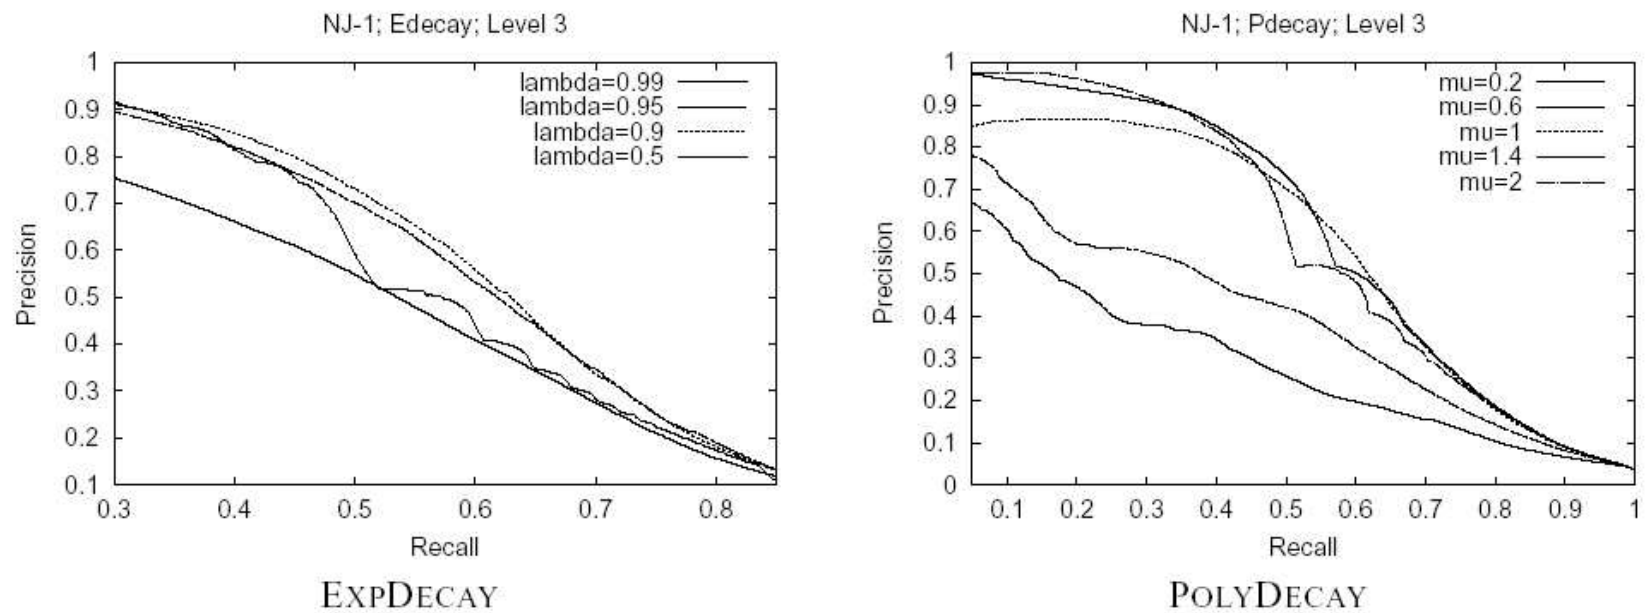 NJ-1; Edecay; Level 3
1
0.9
0.8
0.7
0.6
0.5
0.4
0.3
0.2
0.1
Precision
lambda=0.99
lambda=0.95
lambda=0.9
lambda=0.5
0.3 0.4 0.5 0.6 0.7 0.8
Recall
EXPDECAY
NJ-1; Pdecay; Level 3
1
0.9
0.8
0.7
0.6
0.5
0.4
0.3
0.2
0.1
0
Precision
mu=0.2
mu=0.6
mu=1
mu=1.4
mu=2
0.1 0.2 0.3 0.4 0.5 0.6 0.7 0.8 0.9 1
Recall
POLYDECAY